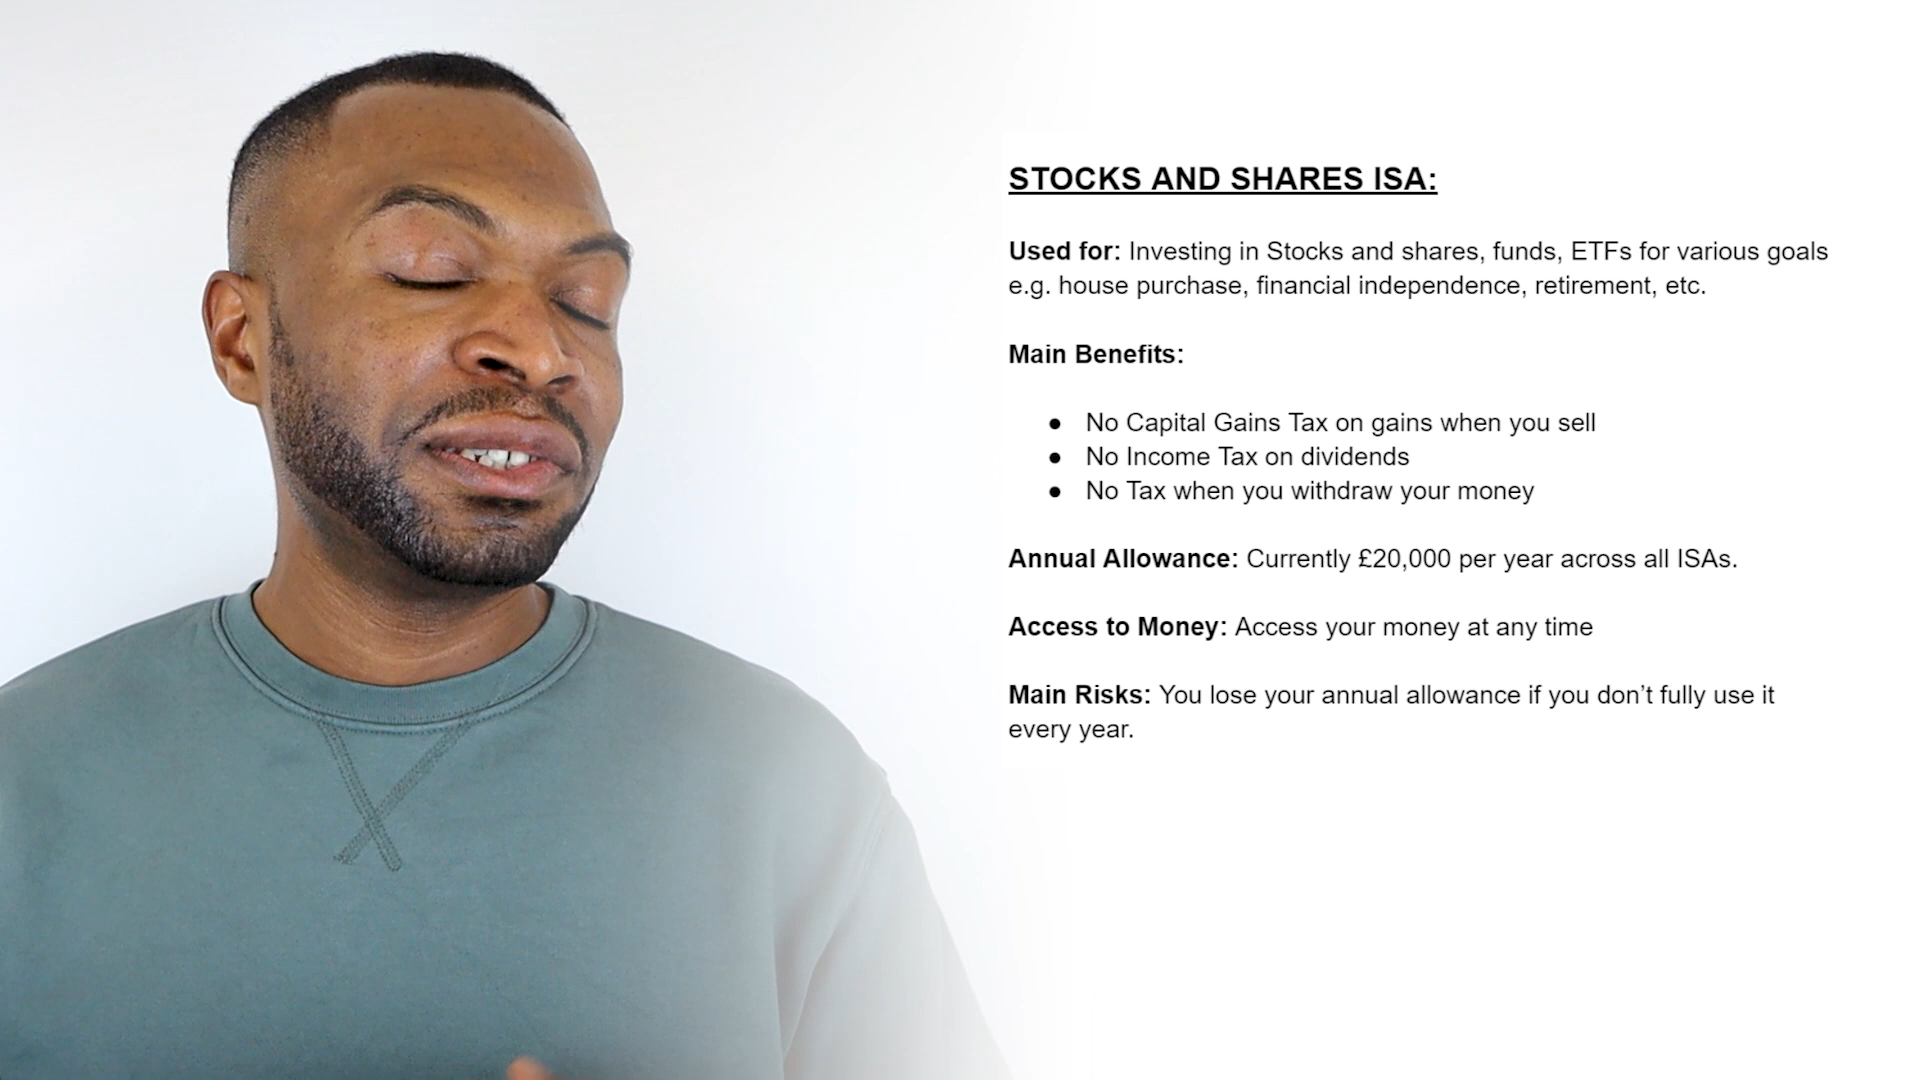 STOCKS AND SHARES ISA:
Used for: Investing in Stocks and shares, funds, ETFs for various goals
e.g. house purchase, financial independence, retirement, etc.
Main Benefits:
● No Capital Gains Tax on gains when you sell
● No Income Tax on dividends
● No Tax when you withdraw your money
Annual Allowance: Currently £20,000 per year across all ISAs.
Access to Money: Access your money at any time
Main Risks: You lose your annual allowance if you don’t fully use it
every year.